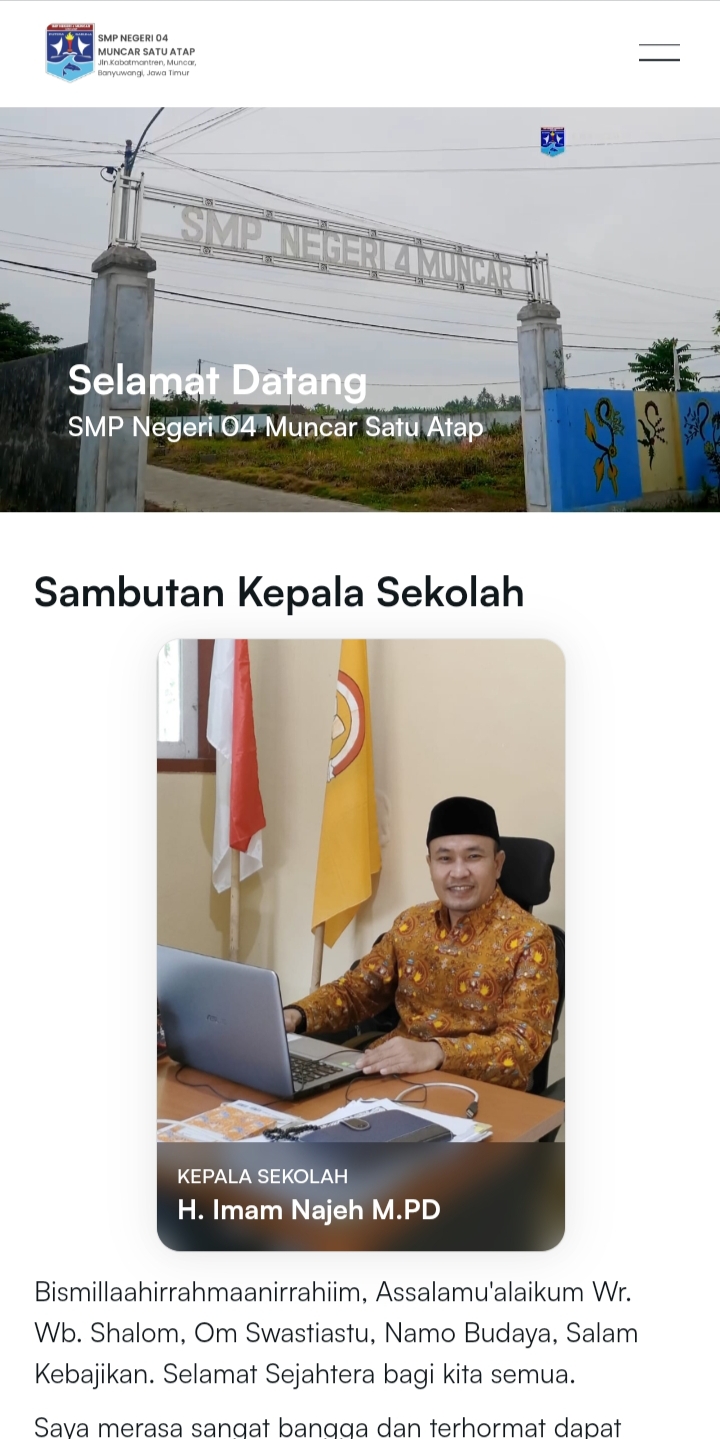 SMP NEGERI 04
MUNCAR SATU ATAP
Jln.Kabatmantren, Muncar,
Banyuwangi, Jawa Timur
SMP NEGERI 4 MUNCAR
Selamat Datang
SMP Negeri 04 Muncar Satu Atap
Sambutan Kepala Sekolah
KEPALA SEKOLAH
H. Imam Najeh M.PD
Bismillaahirrahmaanirrahiim, Assalamu'alaikum Wr.
Wb. Shalom, Om Swastiastu, Namo Budaya, Salam
Kebajikan. Selamat Sejahtera bagi kita semua.
Saya merasa sangat bangga dan terhormat dapat